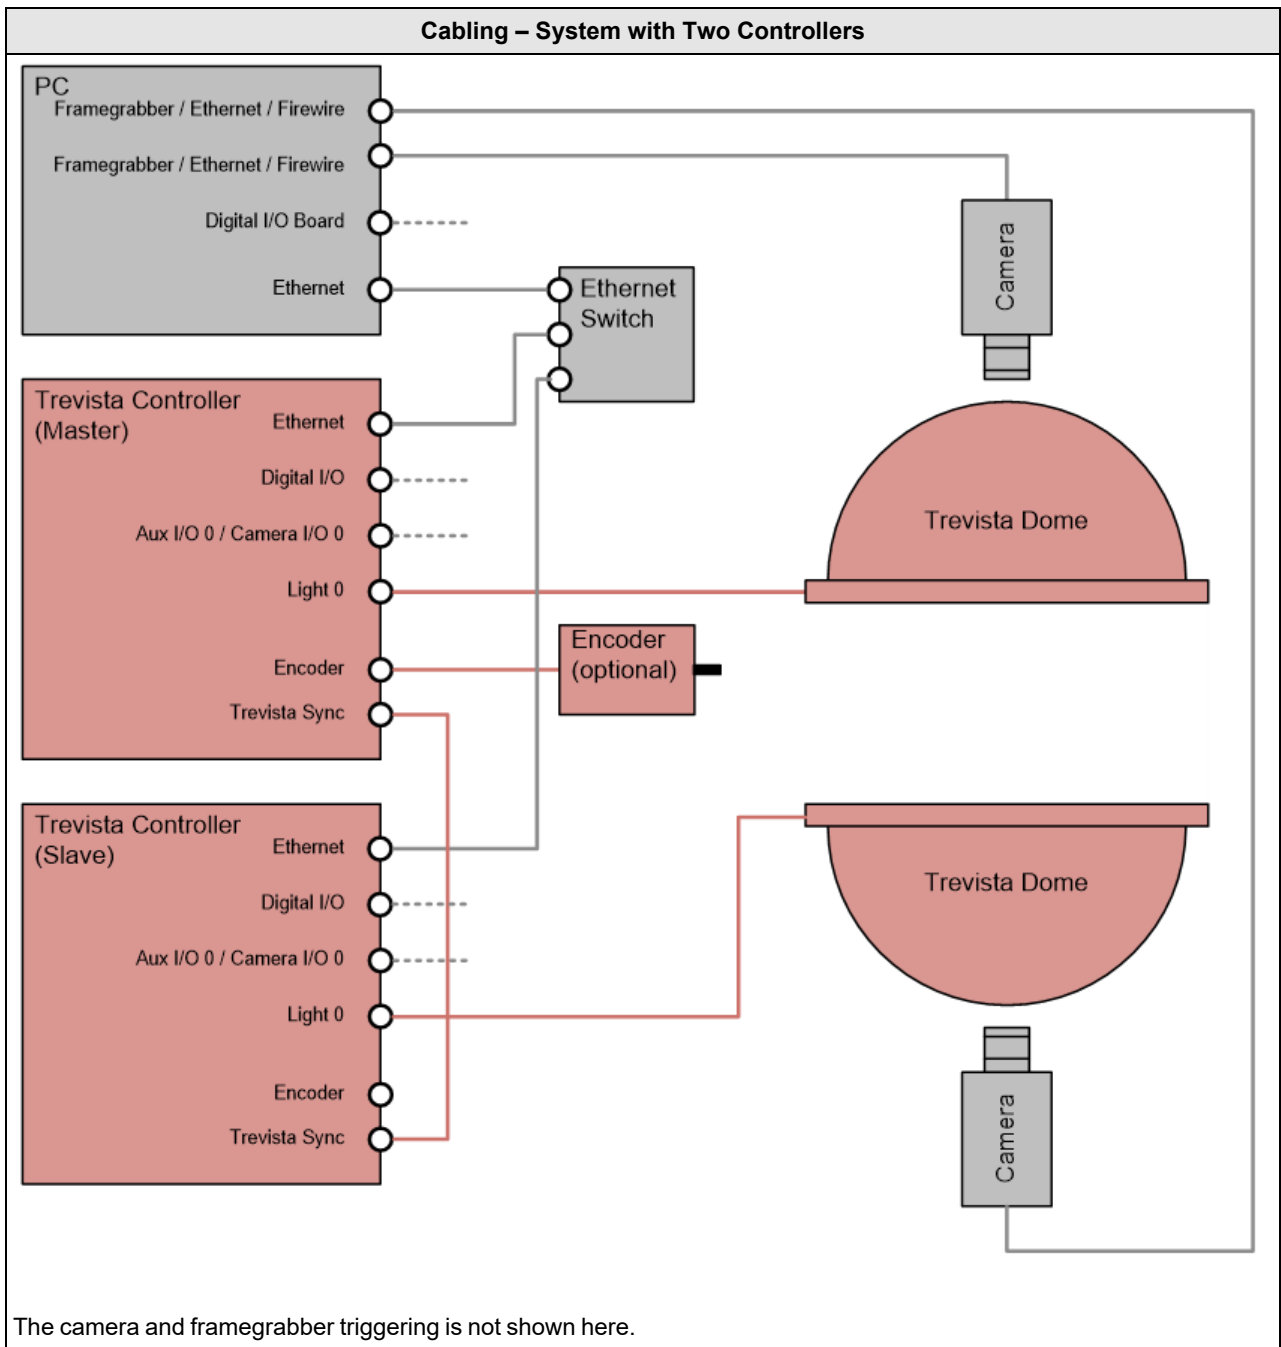 Cabling – System with Two Controllers
PC
Framegrabber / Ethernet / Firewire
Framegrabber / Ethernet / Firewire
Digital I/O Board
Ethernet
Ethernet
Switch
Camera
Trevista Controller
(Master)
Ethernet
Digital I/O
Aux I/O 0 / Camera I/O 0
Light 0
Encoder
Trevista Sync
Trevista Dome
Encoder
(optional)
Trevista Controller
(Slave)
Ethernet
Digital I/O
Aux I/O 0 / Camera I/O 0
Light 0
Encoder
Trevista Sync
Trevista Dome
Camera
The camera and framegrabber triggering is not shown here.